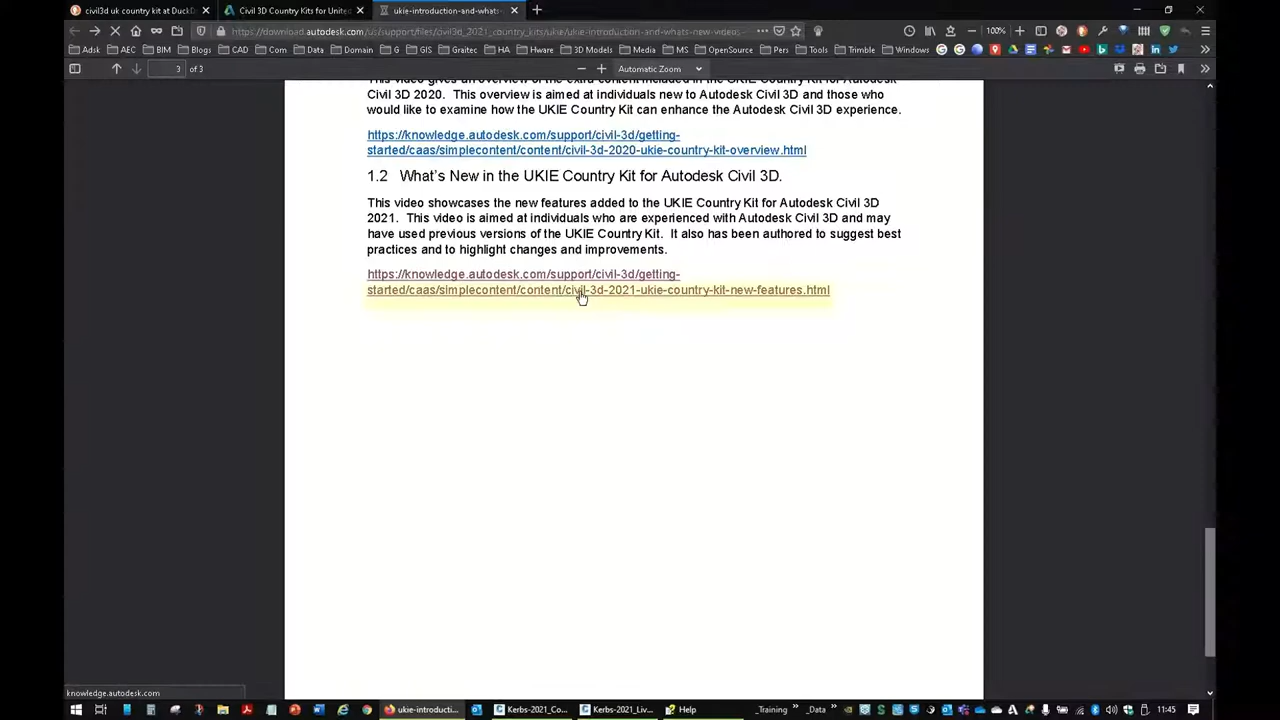 civil3d uk country kit at DuckD
Civil 3D Country Kits for United
ukie-introduction-and-whats-
https://download.autodesk.com/us/support/files/civil3d_2021_country_kits/ukie/ukie-introduction-and-whats-new-video
100%
Adsk
AEC
BIM
Blogs
CAD
Com
Data
Domain
G
GIS
Graitec
HA
Hware
3D Models
Media
MS
OpenSource
Pers
Tools
Trimble
Windows
3 of 3
Automatic Zoom
This video gives an overview of the extra content included in the UKIE Country Kit for Autodesk
Civil 3D 2020. This overview is aimed at individuals new to Autodesk Civil 3D and those who
would like to examine how the UKIE Country Kit can enhance the Autodesk Civil 3D experience.
https://knowledge.autodesk.com/support/civil-3d/getting-
started/caas/simplecontent/content/civil-3d-2020-ukie-country-kit-overview.html
1.2 What's New in the UKIE Country Kit for Autodesk Civil 3D.
This video showcases the new features added to the UKIE Country Kit for Autodesk Civil 3D
2021. This video is aimed at individuals who are experienced with Autodesk Civil 3D and may
have used previous versions of the UKIE Country Kit. It also has been authored to suggest best
practices and to highlight changes and improvements.
https://knowledge.autodesk.com/support/civil-3d/getting-
started/caas/simplecontent/content/civil-3d-2021-ukie-country-kit-new-features.html
knowledge.autodesk.com
ukie-introducti...
Kerbs-2021_Co...
Kerbs-2021_Liv...
Help
_Training
_Data
11:45